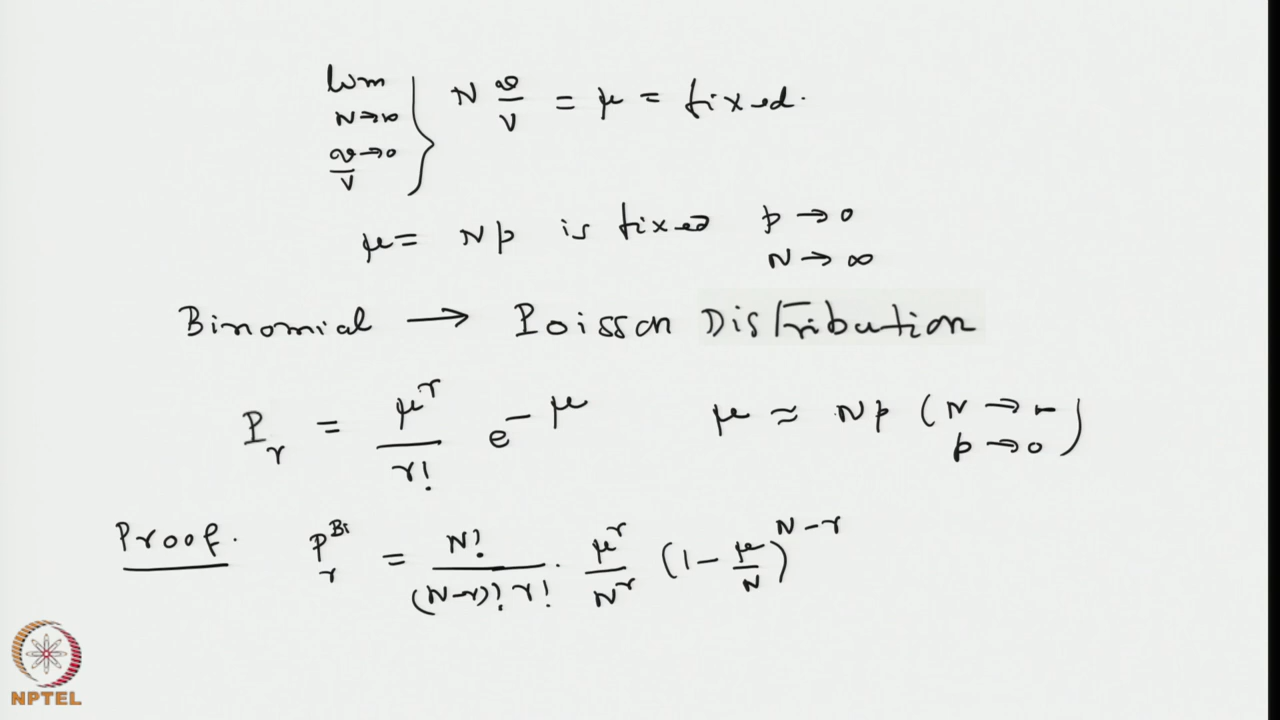 lim N→∞ v/V→0 } N v/V = μ = fixed.
μ = Np is fixed p → 0 N → ∞
Binomial → Poisson Distribution
P_r = μ^r / r! e^{-μ} μ ≈ Np (N → ∞ p → 0)
Proof. P_r^{Bi} = N! / (N-r)! r! · μ^r / N^r (1 - μ/N)^{N-r}
NPTEL